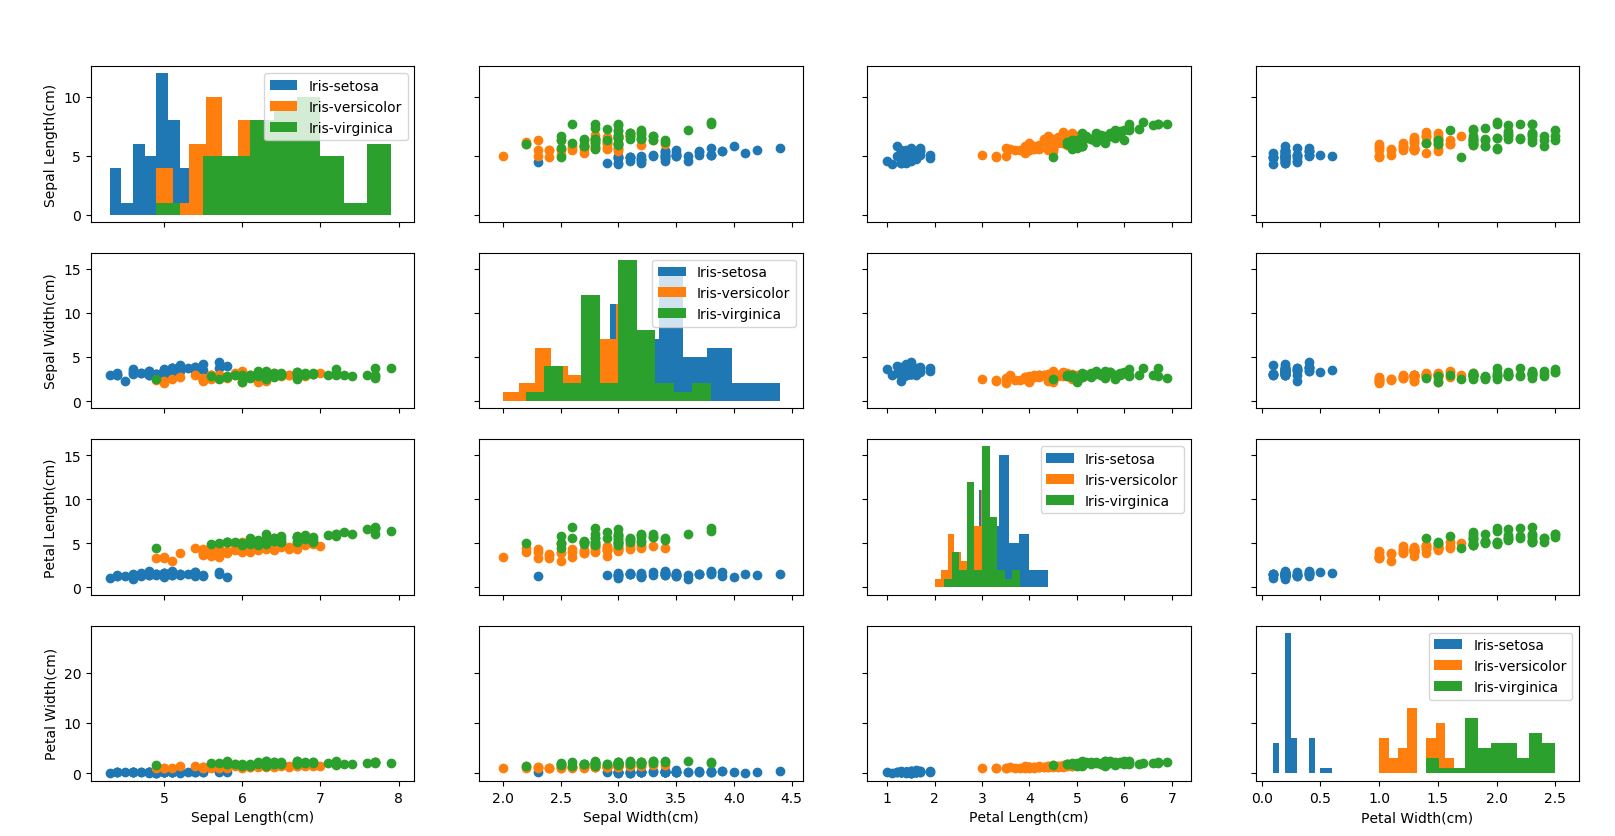 Sepal Length(cm)
10
5
0
Iris-setosa
Iris-versicolor
Iris-virginica
Sepal Width(cm)
15
10
5
0
Iris-setosa
Iris-versicolor
Iris-virginica
Petal Length(cm)
15
10
5
0
Iris-setosa
Iris-versicolor
Iris-virginica
Petal Width(cm)
20
10
0
Iris-setosa
Iris-versicolor
Iris-virginica
5 6 7 8
2.0 2.5 3.0 3.5 4.0 4.5
1 2 3 4 5 6 7
0.0 0.5 1.0 1.5 2.0 2.5
Sepal Length(cm)
Sepal Width(cm)
Petal Length(cm)
Petal Width(cm)